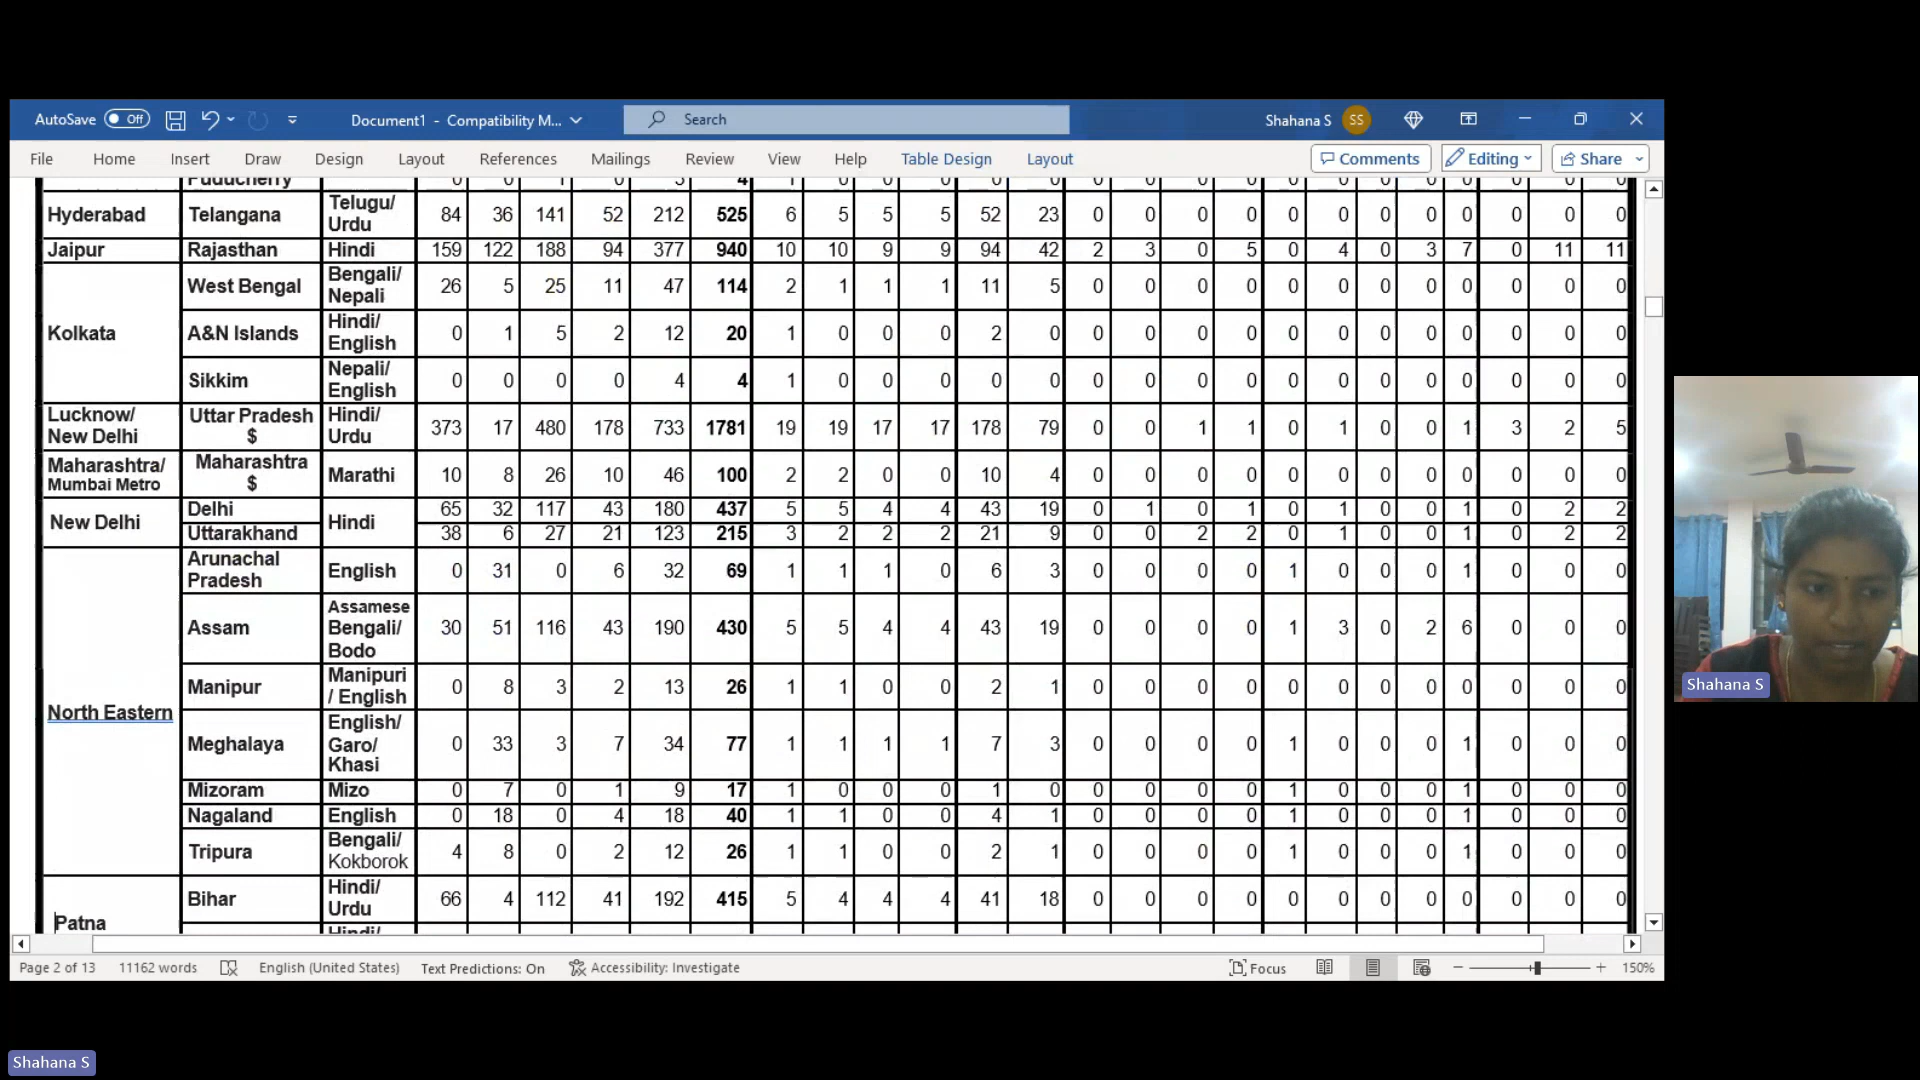 AutoSave Off Document1 - Compatibility M... Search Shahana S SS
File Home Insert Draw Design Layout References Mailings Review View Help Table Design Layout Comments Editing Share
Puducherry 0 0 1 0 3 4 1 0 0 0 0 0 0 0 0 0 0 0 0 0 0 0 0 0
Hyderabad Telangana Telugu/ Urdu 84 36 141 52 212 525 6 5 5 5 52 23 0 0 0 0 0 0 0 0 0 0 0 0
Jaipur Rajasthan Hindi 159 122 188 94 377 940 10 10 9 9 94 42 2 3 0 5 0 4 0 3 7 0 11 11
Kolkata
West Bengal Bengali/ Nepali 26 5 25 11 47 114 2 1 1 1 11 5 0 0 0 0 0 0 0 0 0 0 0 0
A&N Islands Hindi/ English 0 1 5 2 12 20 1 0 0 0 2 0 0 0 0 0 0 0 0 0 0 0 0 0
Sikkim Nepali/ English 0 0 0 0 4 4 1 0 0 0 0 0 0 0 0 0 0 0 0 0 0 0 0 0
Lucknow/ New Delhi Uttar Pradesh $ Hindi/ Urdu 373 17 480 178 733 1781 19 19 17 17 178 79 0 0 1 1 0 1 0 0 1 3 2 5
Maharashtra/ Mumbai Metro Maharashtra $ Marathi 10 8 26 10 46 100 2 2 0 0 10 4 0 0 0 0 0 0 0 0 0 0 0 0
New Delhi Hindi
Delhi 65 32 117 43 180 437 5 5 4 4 43 19 0 1 0 1 0 1 0 0 1 0 2 2
Uttarakhand 38 6 27 21 123 215 3 2 2 2 21 9 0 0 2 2 0 1 0 0 1 0 2 2
North Eastern
Arunachal Pradesh English 0 31 0 6 32 69 1 1 1 0 6 3 0 0 0 0 1 0 0 0 1 0 0 0
Assam Assamese Bengali/ Bodo 30 51 116 43 190 430 5 5 4 4 43 19 0 0 0 0 1 3 0 2 6 0 0 0
Manipur Manipuri / English 0 8 3 2 13 26 1 1 0 0 2 1 0 0 0 0 0 0 0 0 0 0 0 0
Meghalaya English/ Garo/ Khasi 0 33 3 7 34 77 1 1 1 1 7 3 0 0 0 0 1 0 0 0 1 0 0 0
Mizoram Mizo 0 7 0 1 9 17 1 0 0 0 1 0 0 0 0 0 1 0 0 0 1 0 0 0
Nagaland English 0 18 0 4 18 40 1 1 0 0 4 1 0 0 0 0 1 0 0 0 1 0 0 0
Tripura Bengali/ Kokborok 4 8 0 2 12 26 1 1 0 0 2 1 0 0 0 0 1 0 0 0 1 0 0 0
Patna
Bihar Hindi/ Urdu 66 4 112 41 192 415 5 4 4 4 41 18 0 0 0 0 0 0 0 0 0 0 0 0
Hindi/
Page 2 of 13 11162 words English (United States) Text Predictions: On Accessibility: Investigate Focus 150%
Shahana S
Shahana S